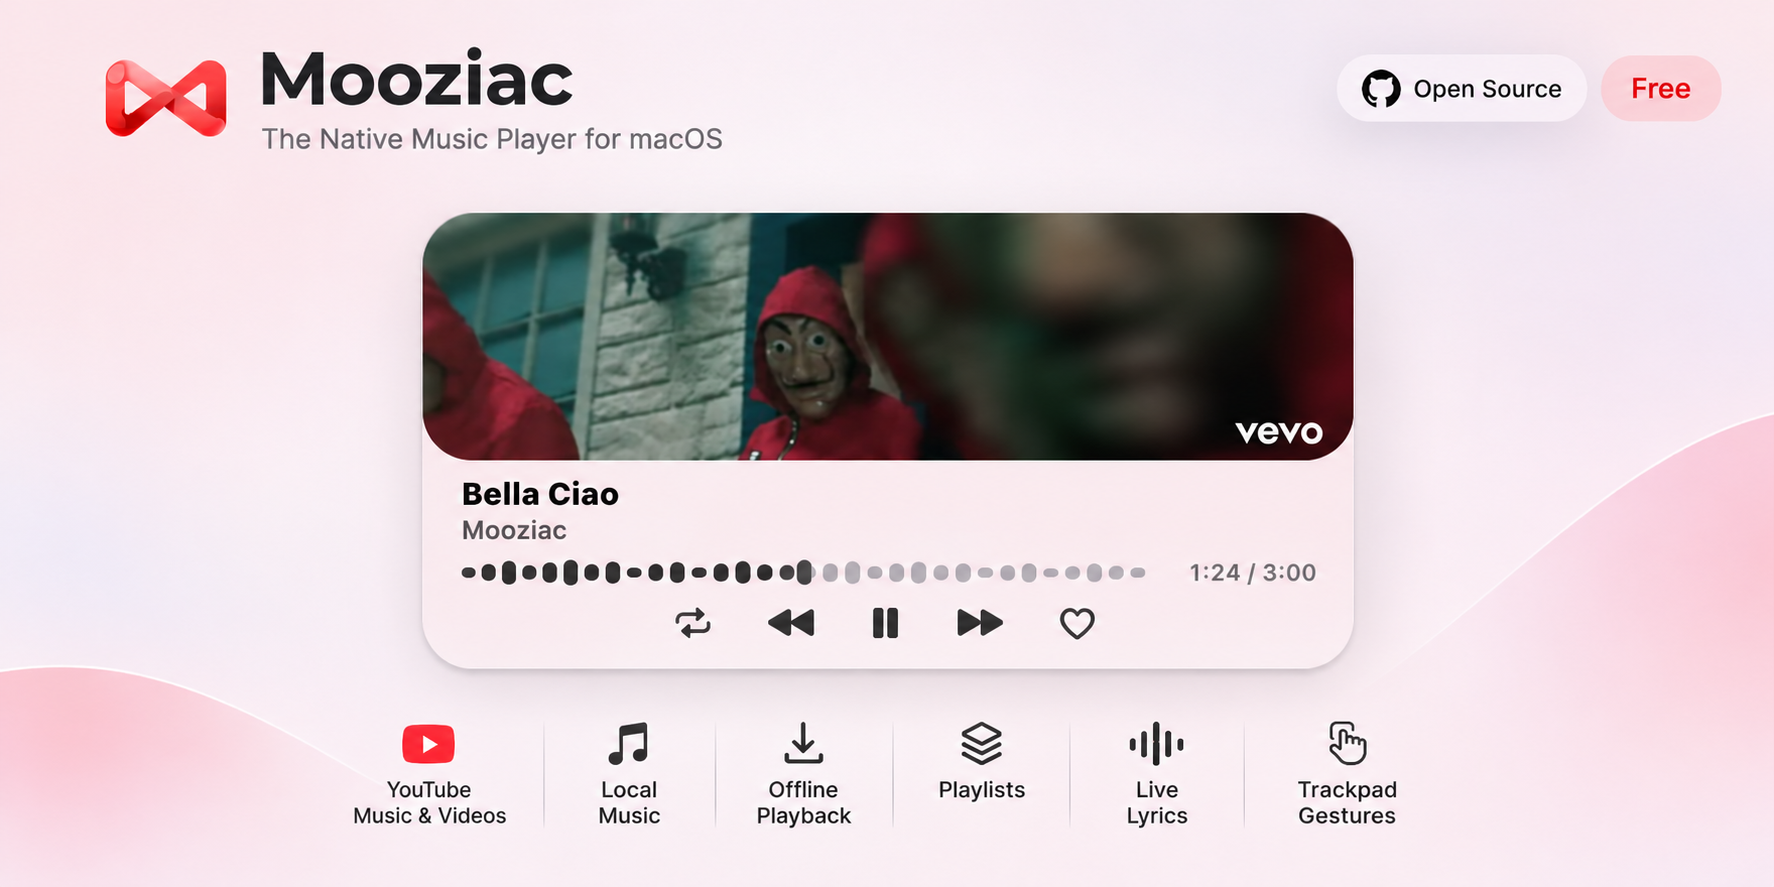 Mooziac
The Native Music Player for macOS
Open Source
Free
vevo
Bella Ciao
Mooziac
1:24 / 3:00
YouTube
Music & Videos
Local
Music
Offline
Playback
Playlists
Live
Lyrics
Trackpad
Gestures